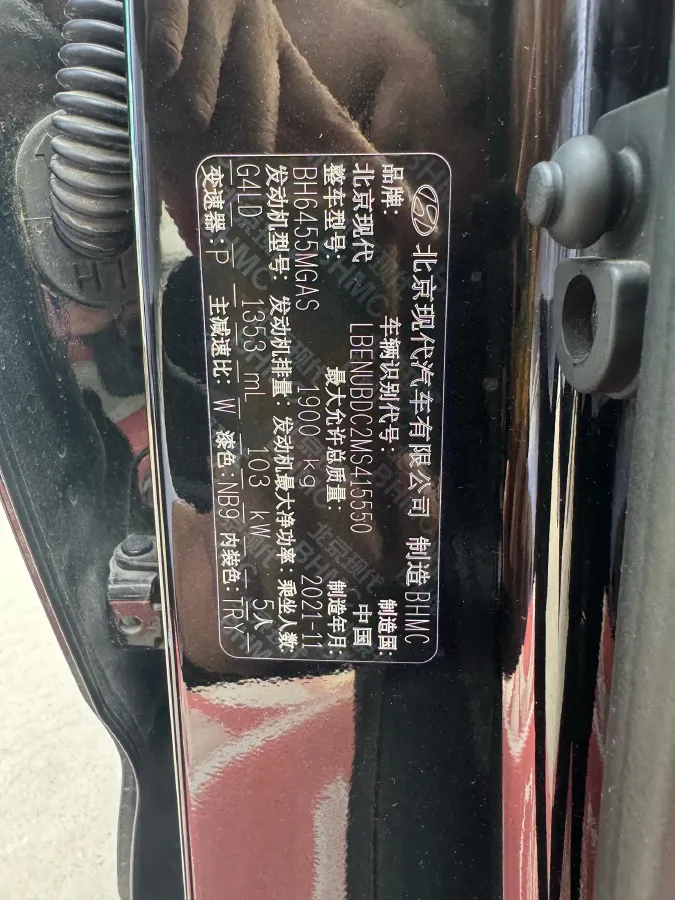 北京现代汽车有限公司 制造 BHMC
品牌: 车辆识别代号: 制造国:
北京现代 LBENUBDC2MS415550 中国
整车型号: 最大允许总质量: 制造年月:
BH6455MGAS 1900 kg 2021-11
发动机型号: 发动机排量: 发动机最大净功率: 乘坐人数:
G4LD 1353 mL 103 kW 5人
变速器: P 主减速比: W 漆色: NB9 内装色: TRY